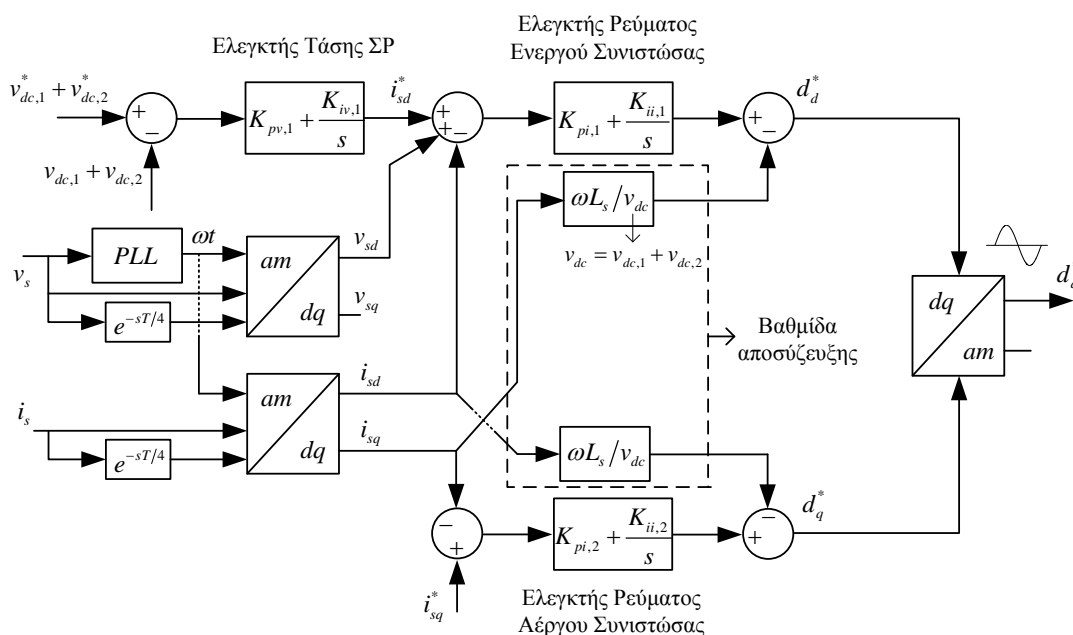 Ελεγκτής Τάσης ΣΡ
Ελεγκτής Ρεύματος
Ενεργού Συνιστώσας
v*dc,1 + v*dc,2
+
−
vdc,1 + vdc,2
Kpv,1 + Kiv,1/s
i*sd
+
+
−
Kpi,1 + Kii,1/s
+
−
d*d
ωLs/vdc
vdc = vdc,1 + vdc,2
vs
PLL
ωt
e−sT/4
am
dq
vsd
vsq
Βαθμίδα
αποσύζευξης
dq
am
is
e−sT/4
am
dq
isd
isq
ωLs/vdc
−
+
i*sq
Kpi,2 + Kii,2/s
−
+
d*q
Ελεγκτής Ρεύματος
Αέργου Συνιστώσας